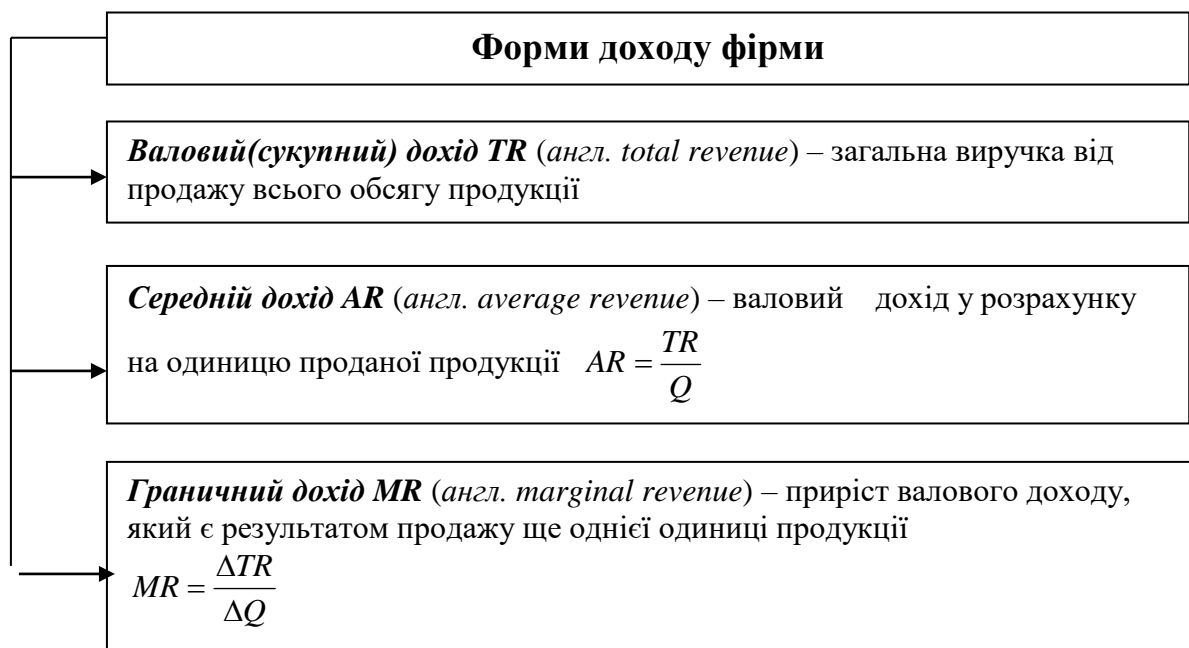 Форми доходу фірми
Валовий(сукупний) дохід TR (англ. total revenue) – загальна виручка від
продажу всього обсягу продукції
Середній дохід AR (англ. average revenue) – валовий дохід у розрахунку
на одиницю проданої продукції AR = TR/Q
Граничний дохід MR (англ. marginal revenue) – приріст валового доходу,
який є результатом продажу ще однієї одиниці продукції
MR = ΔTR/ΔQ